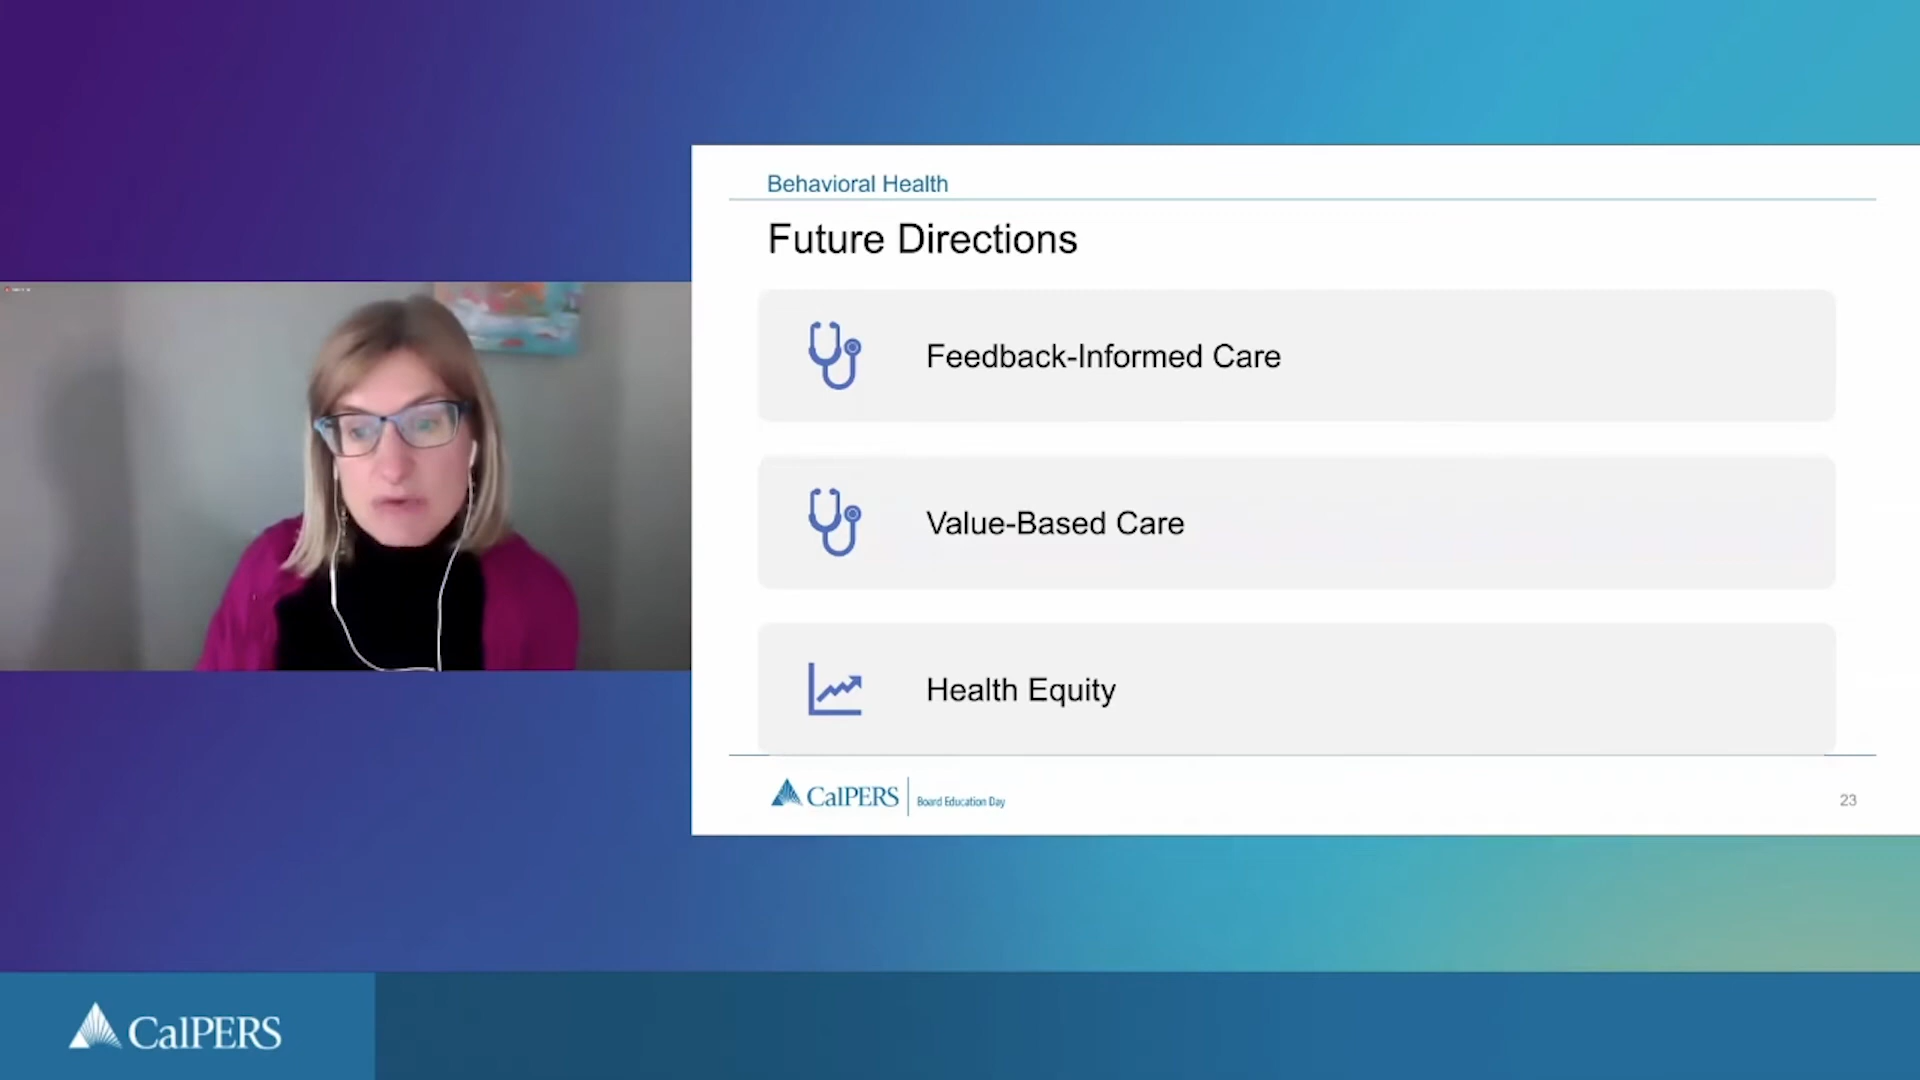 Behavioral Health
Future Directions
Feedback-Informed Care
Value-Based Care
Health Equity
CalPERS
Board Education Day
23
CalPERS